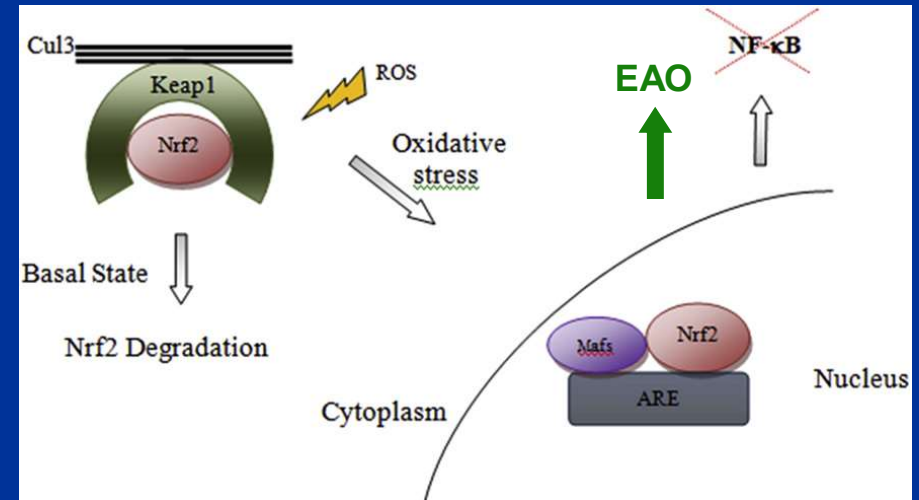 Cul3
Keap1
Nrf2
ROS
Oxidative
stress
EAO
NF-κB
Basal State
Nrf2 Degradation
Mafs
Nrf2
ARE
Nucleus
Cytoplasm